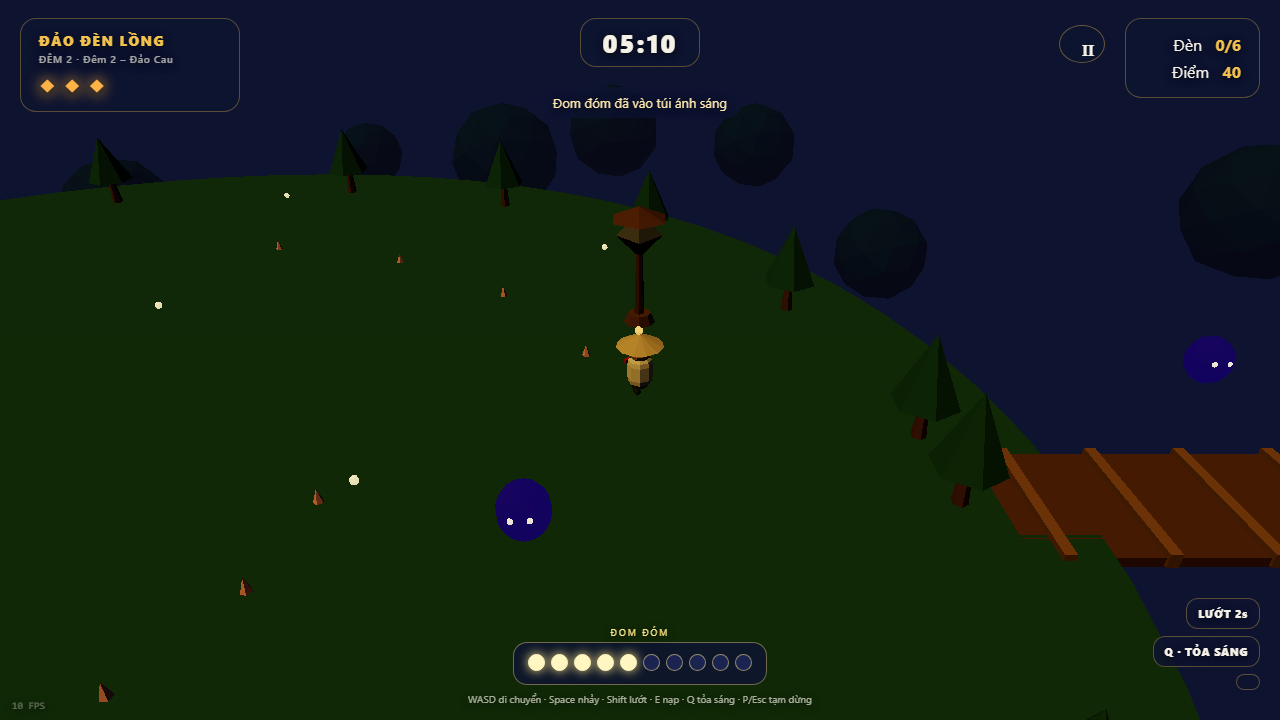 ĐẢO ĐÈN LỒNG
ĐÊM 2 · Đêm 2 – Đảo Cau
05:10
II
Đèn 0/6
Điểm 40
Đom đóm đã vào túi ánh sáng
LƯỚT 2s
Q · TỎA SÁNG
ĐOM ĐÓM
WASD di chuyển · Space nhảy · Shift lướt · E nạp · Q tỏa sáng · P/Esc tạm dừng
10 FPS